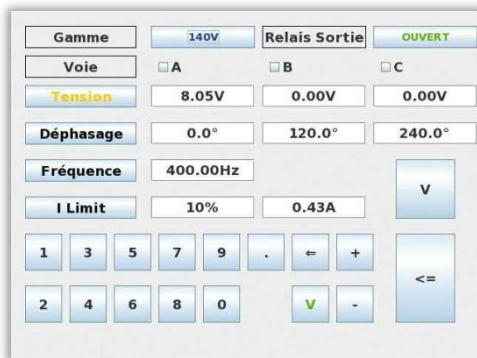 Gamme 140V Relais Sortie OUVERT
Voie A B C
Tension 8.05V 0.00V 0.00V
Déphasage 0.0° 120.0° 240.0°
Fréquence 400.00Hz
V
I Limit 10% 0.43A
1 3 5 7 9 . ⇐ +
<=
2 4 6 8 0 V -